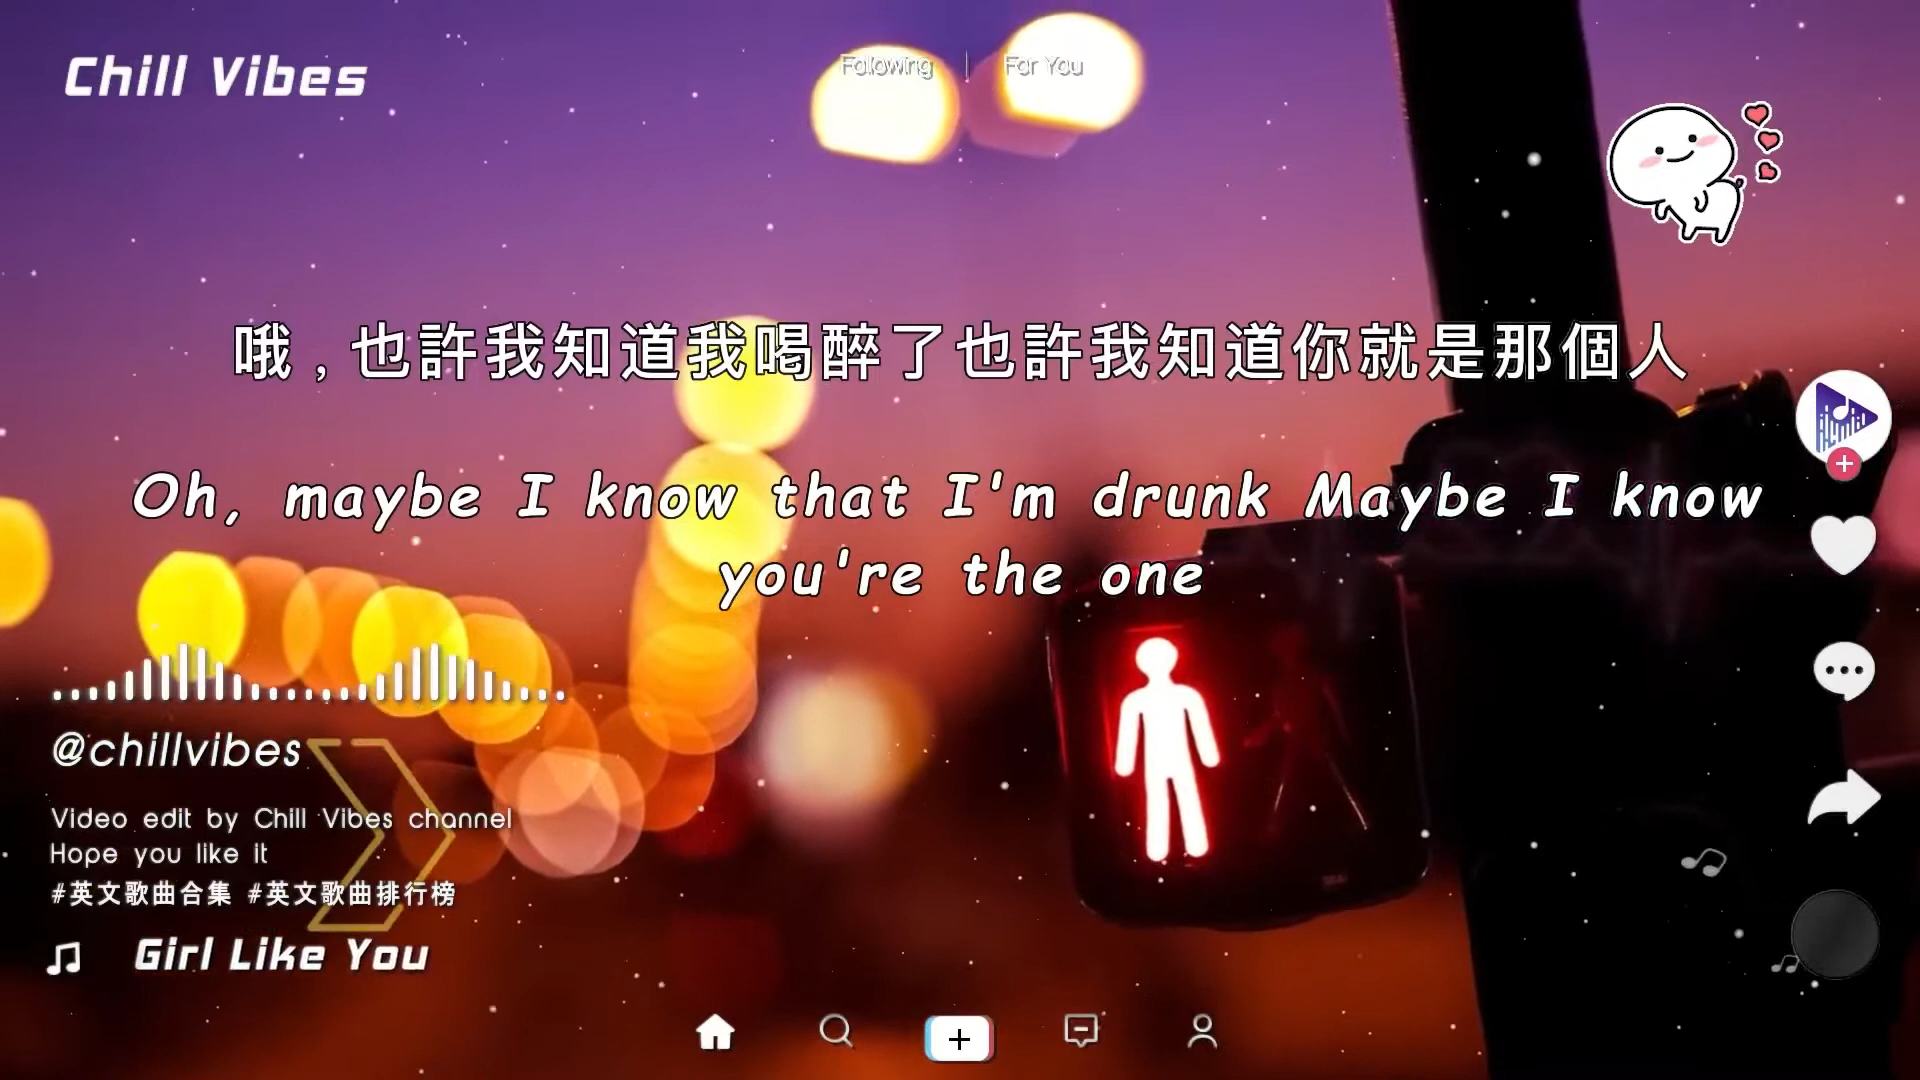 Chill Vibes
Following | For You
哦，也許我知道我喝醉了也許我知道你就是那個人
Oh, maybe I know that I'm drunk Maybe I know
you're the one
@chillvibes
Video edit by Chill Vibes channel
Hope you like it
#英文歌曲合集 #英文歌曲排行榜
Girl Like You